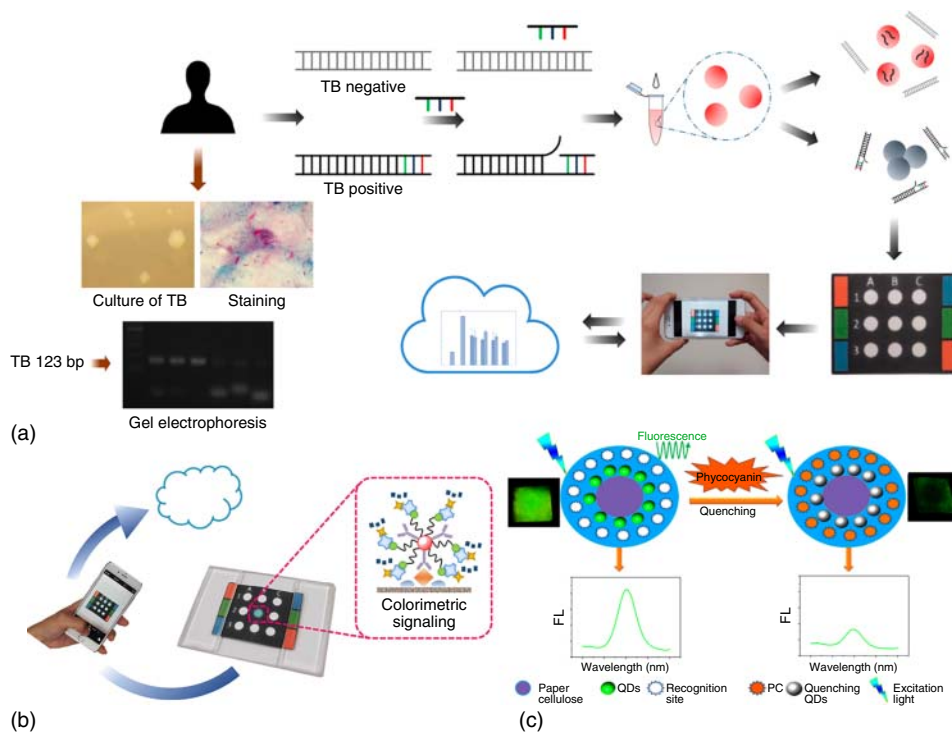 TB negative
TB positive
Culture of TB
Staining
TB 123 bp
Gel electrophoresis
A B C
1
2
3
(a)
Colorimetric
signaling
(b)
Fluorescence
Phycocyanin
Quenching
FL
Wavelength (nm)
FL
Wavelength (nm)
Paper
cellulose
QDs
Recognition
site
PC
Quenching
QDs
Excitation
light
(c)